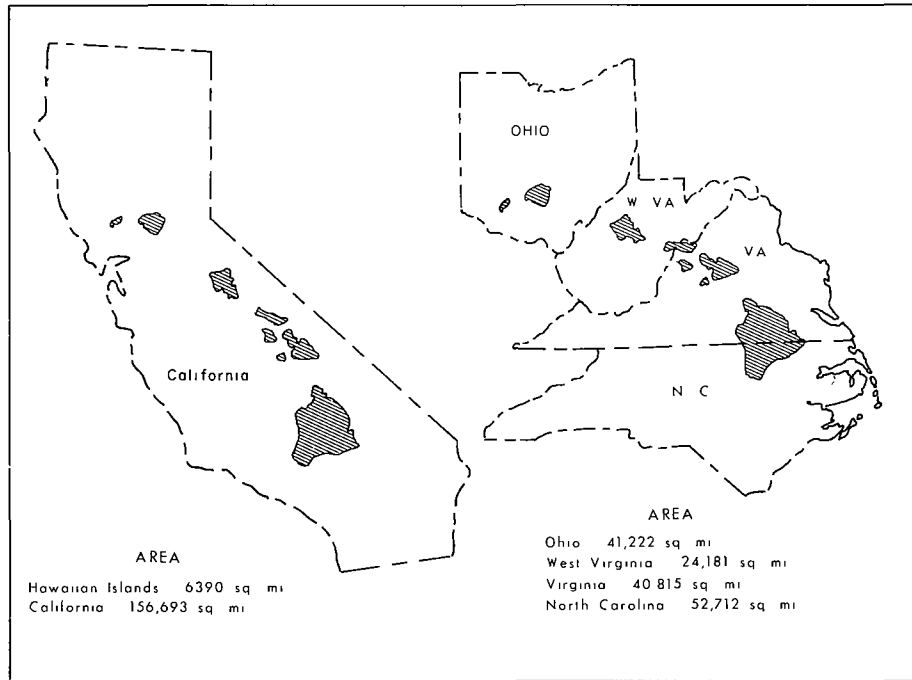 OHIO
W VA
VA
California
N C
AREA
Hawaiian Islands 6390 sq mi
California 156,693 sq mi
AREA
Ohio 41,222 sq mi
West Virginia 24,181 sq mi
Virginia 40 815 sq mi
North Carolina 52,712 sq mi